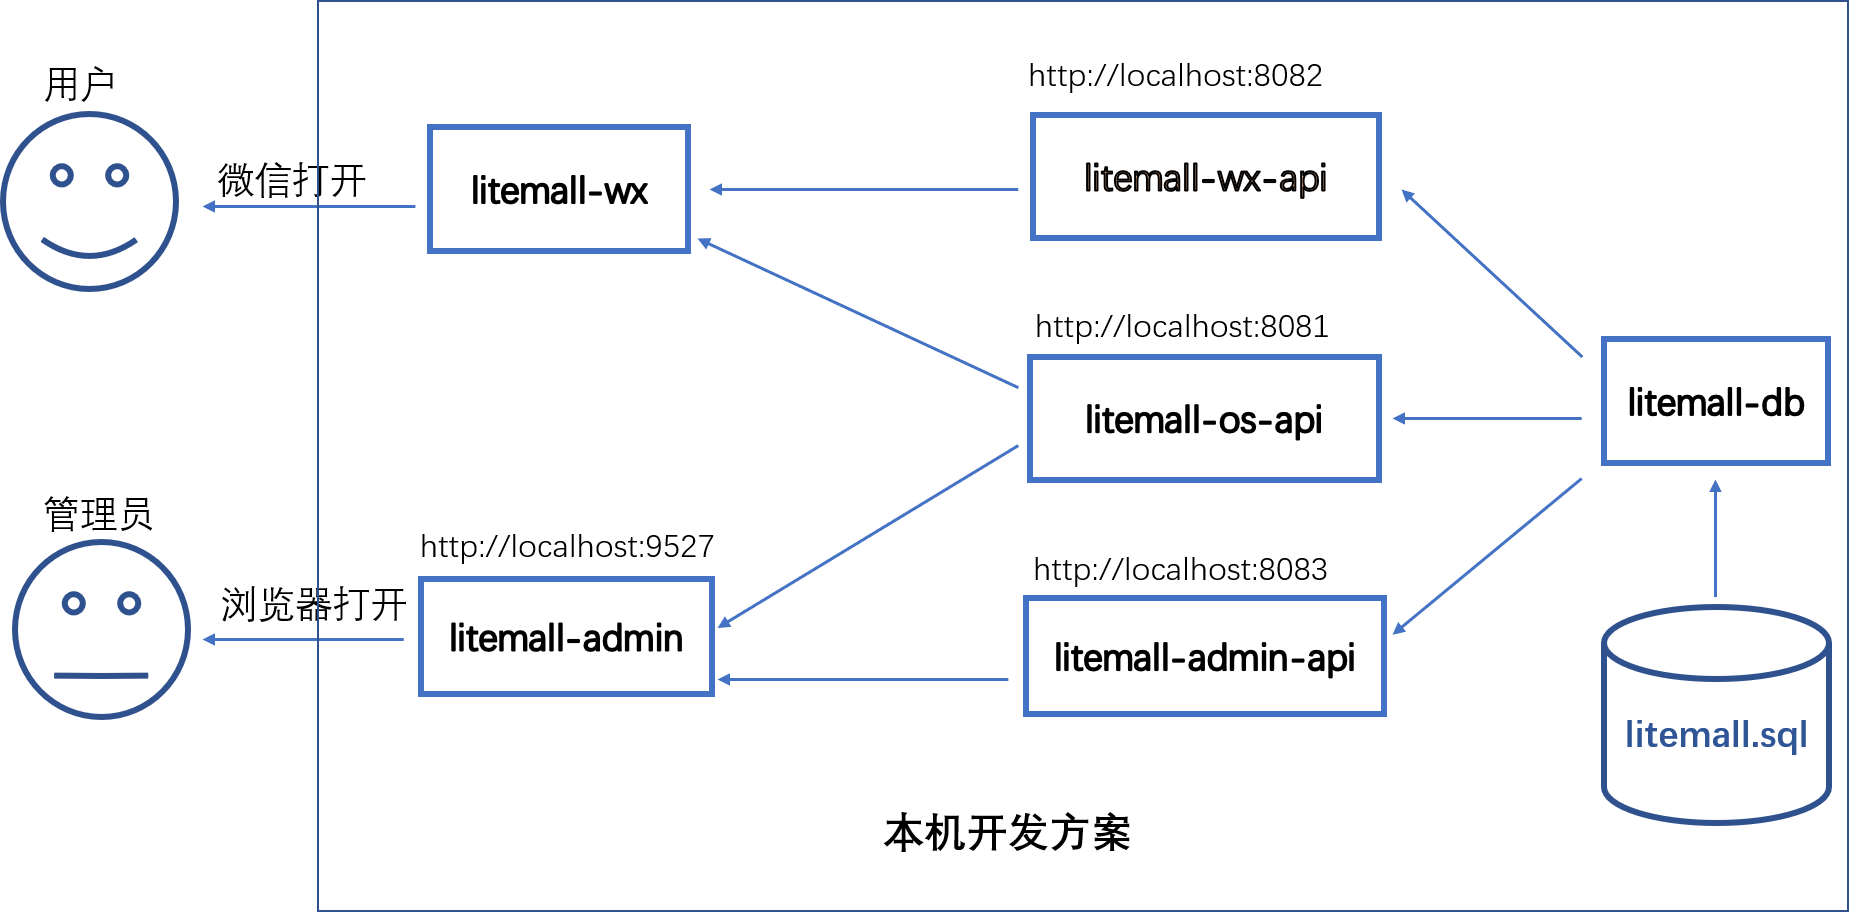 用户
微信打开
litemall-wx
http://localhost:8082
litemall-wx-api
http://localhost:8081
litemall-os-api
litemall-db
管理员
浏览器打开
http://localhost:9527
litemall-admin
http://localhost:8083
litemall-admin-api
litemall.sql
本机开发方案